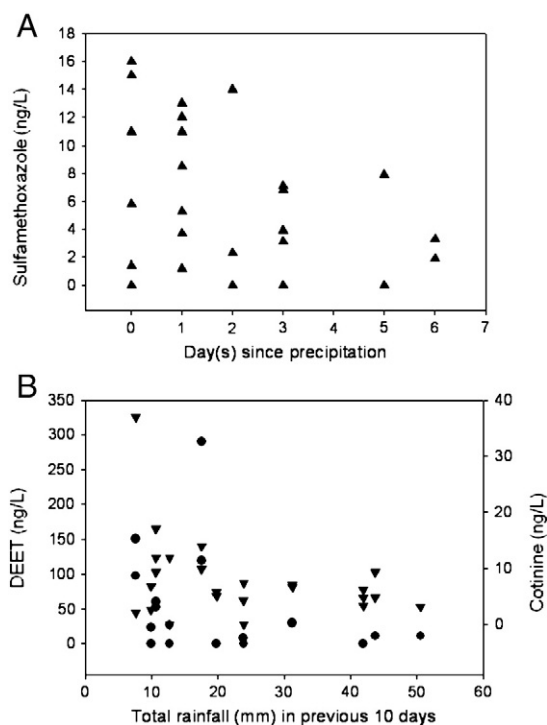 A
18
16
14
12
10
8
6
4
2
0
Sulfamethoxazole (ng/L)
0 1 2 3 4 5 6 7
Day(s) since precipitation
B
350
300
250
200
150
100
50
0
DEET (ng/L)
40
30
20
10
0
Cotinine (ng/L)
0 10 20 30 40 50 60
Total rainfall (mm) in previous 10 days